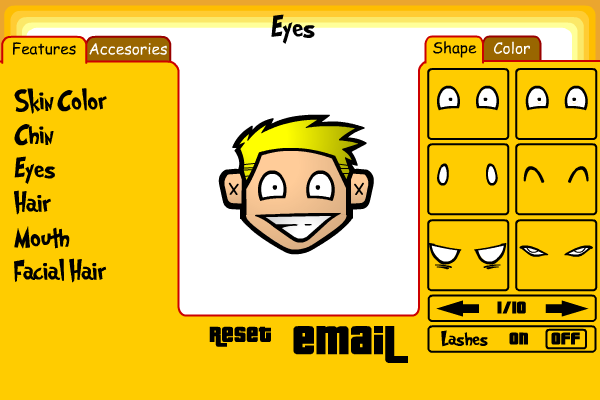 Eyes
Features
Accesories
Skin Color
Chin
Eyes
Hair
Mouth
Facial Hair
Shape
Color
1/10
Lashes ON OFF
Reset
email